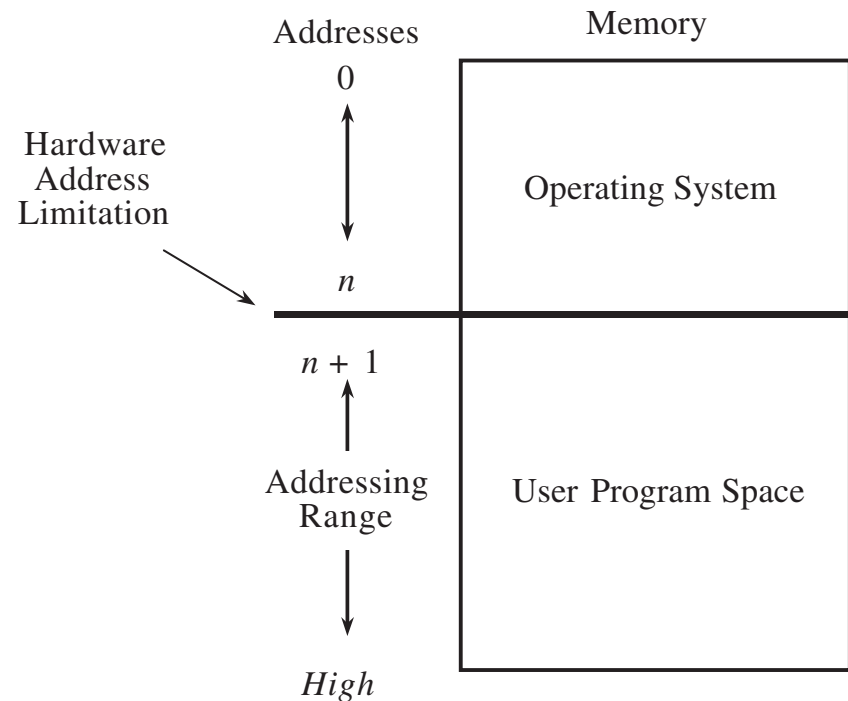 Addresses
Memory
0
Hardware
Address
Limitation
Operating System
n
n + 1
Addressing
Range
User Program Space
High